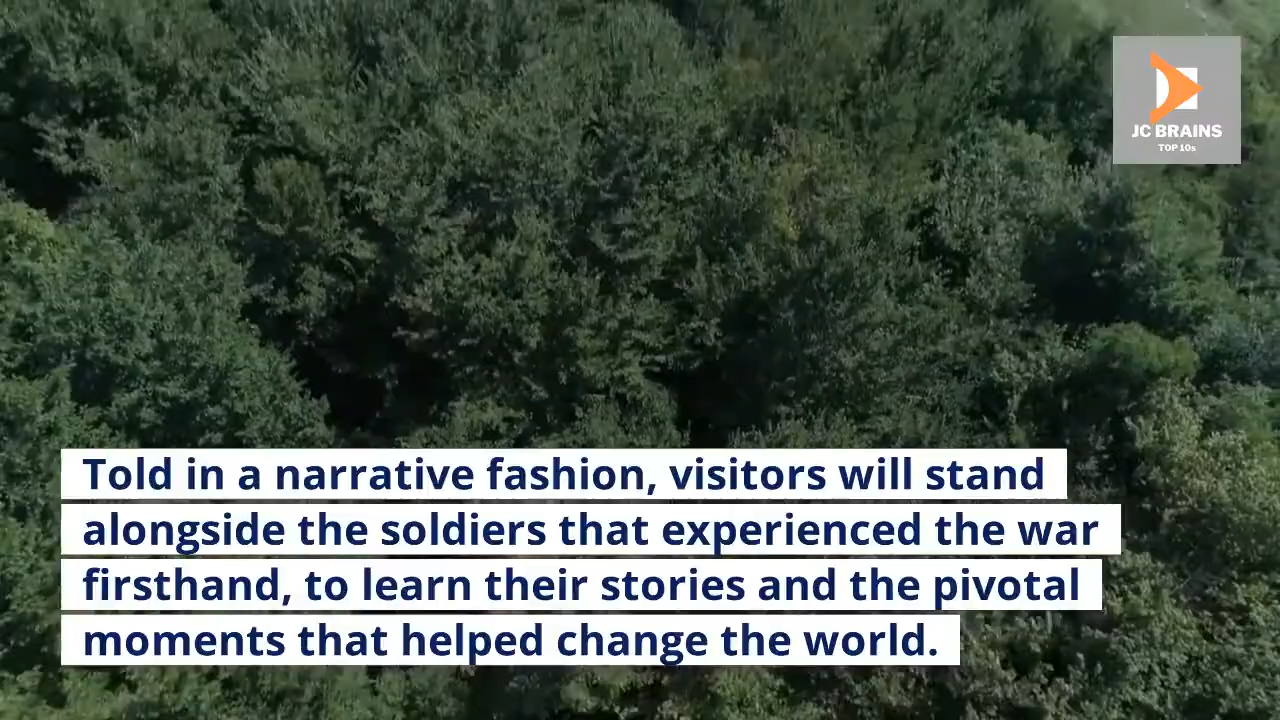 JC BRAINS
TOP 10s
Told in a narrative fashion, visitors will stand
alongside the soldiers that experienced the war
firsthand, to learn their stories and the pivotal
moments that helped change the world.